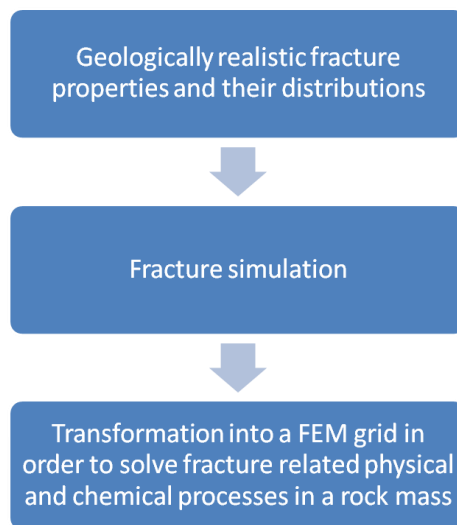 Geologically realistic fracture
properties and their distributions
Fracture simulation
Transformation into a FEM grid in
order to solve fracture related physical
and chemical processes in a rock mass